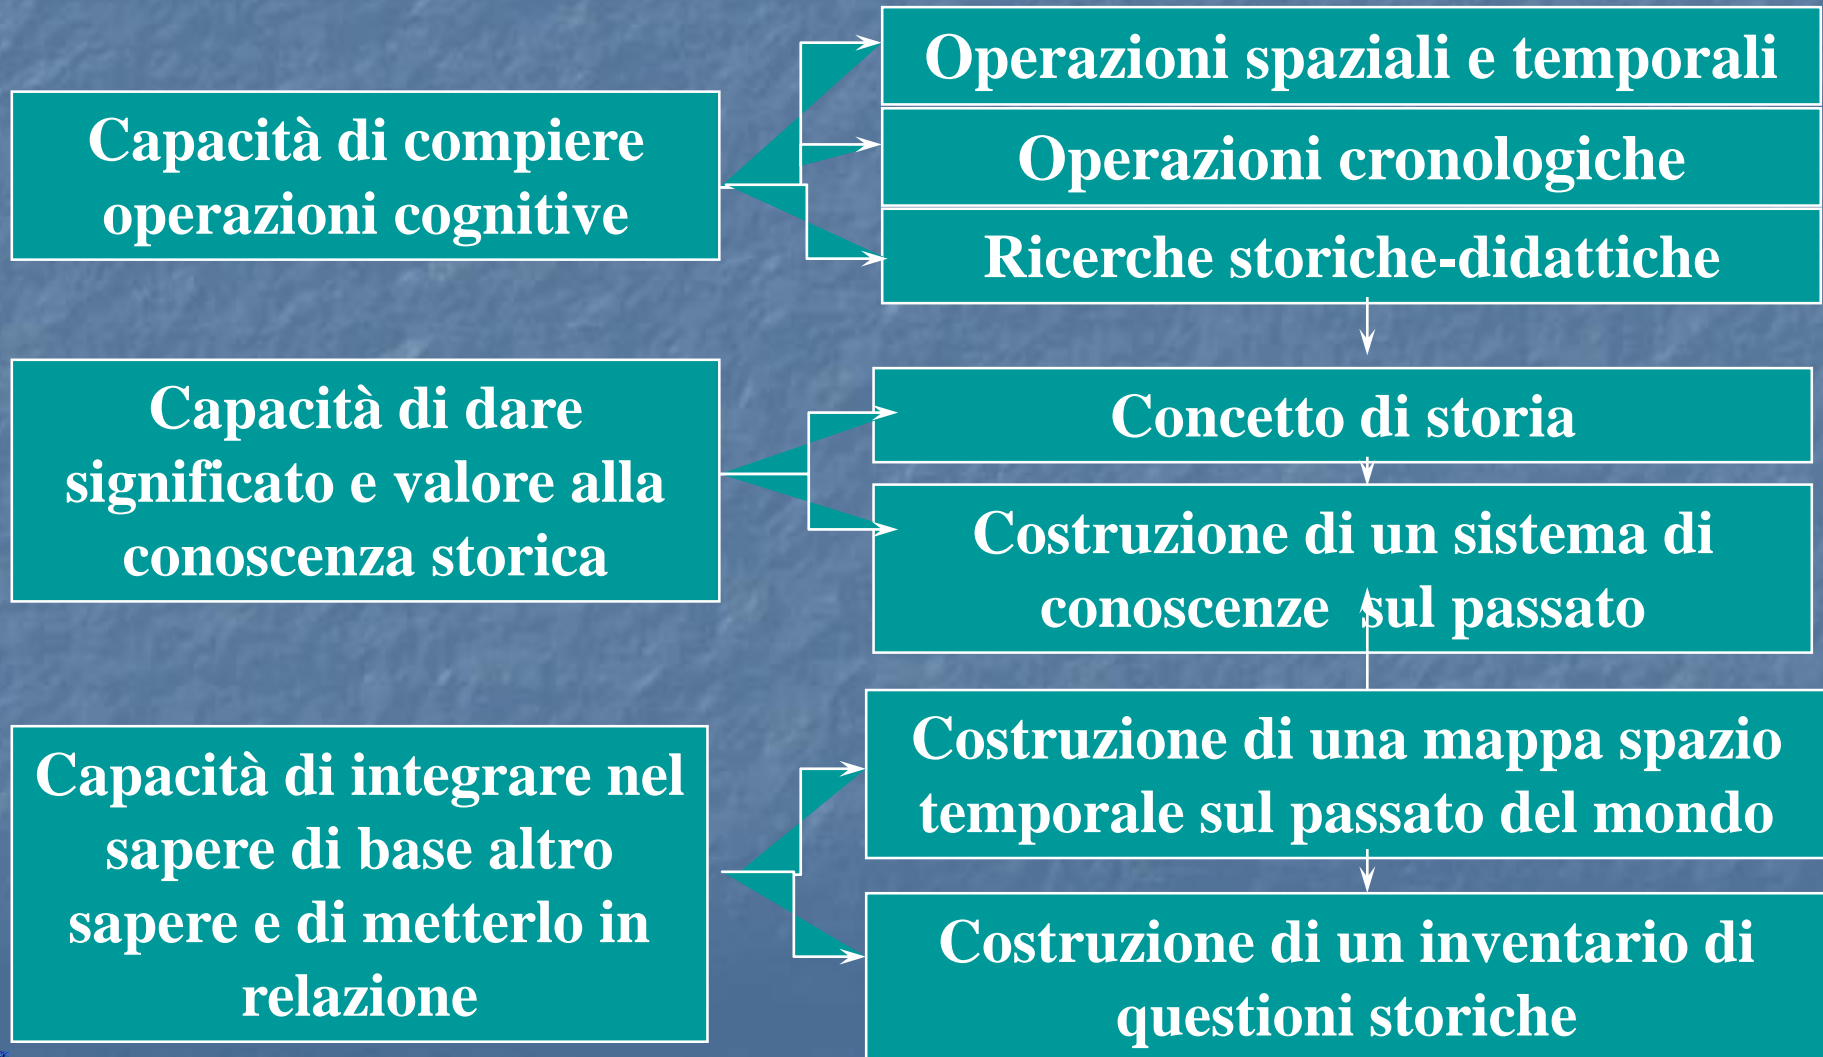 Capacità di compiere
operazioni cognitive
Operazioni spaziali e temporali
Operazioni cronologiche
Ricerche storiche-didattiche
Capacità di dare
significato e valore alla
conoscenza storica
Concetto di storia
Costruzione di un sistema di
conoscenze sul passato
Capacità di integrare nel
sapere di base altro
sapere e di metterlo in
relazione
Costruzione di una mappa spazio
temporale sul passato del mondo
Costruzione di un inventario di
questioni storiche